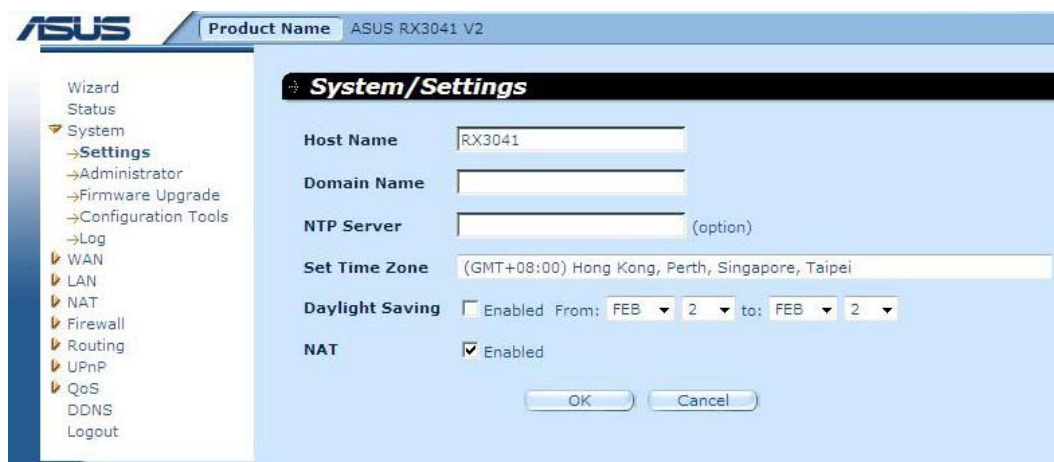 ASUS
Product Name ASUS RX3041 V2
Wizard
Status
System
→Settings
→Administrator
→Firmware Upgrade
→Configuration Tools
→Log
WAN
LAN
NAT
Firewall
Routing
UPnP
QoS
DDNS
Logout
System/Settings
Host Name RX3041
Domain Name
NTP Server (option)
Set Time Zone (GMT+08:00) Hong Kong, Perth, Singapore, Taipei
Daylight Saving Enabled From: FEB 2 to: FEB 2
NAT Enabled
OK Cancel